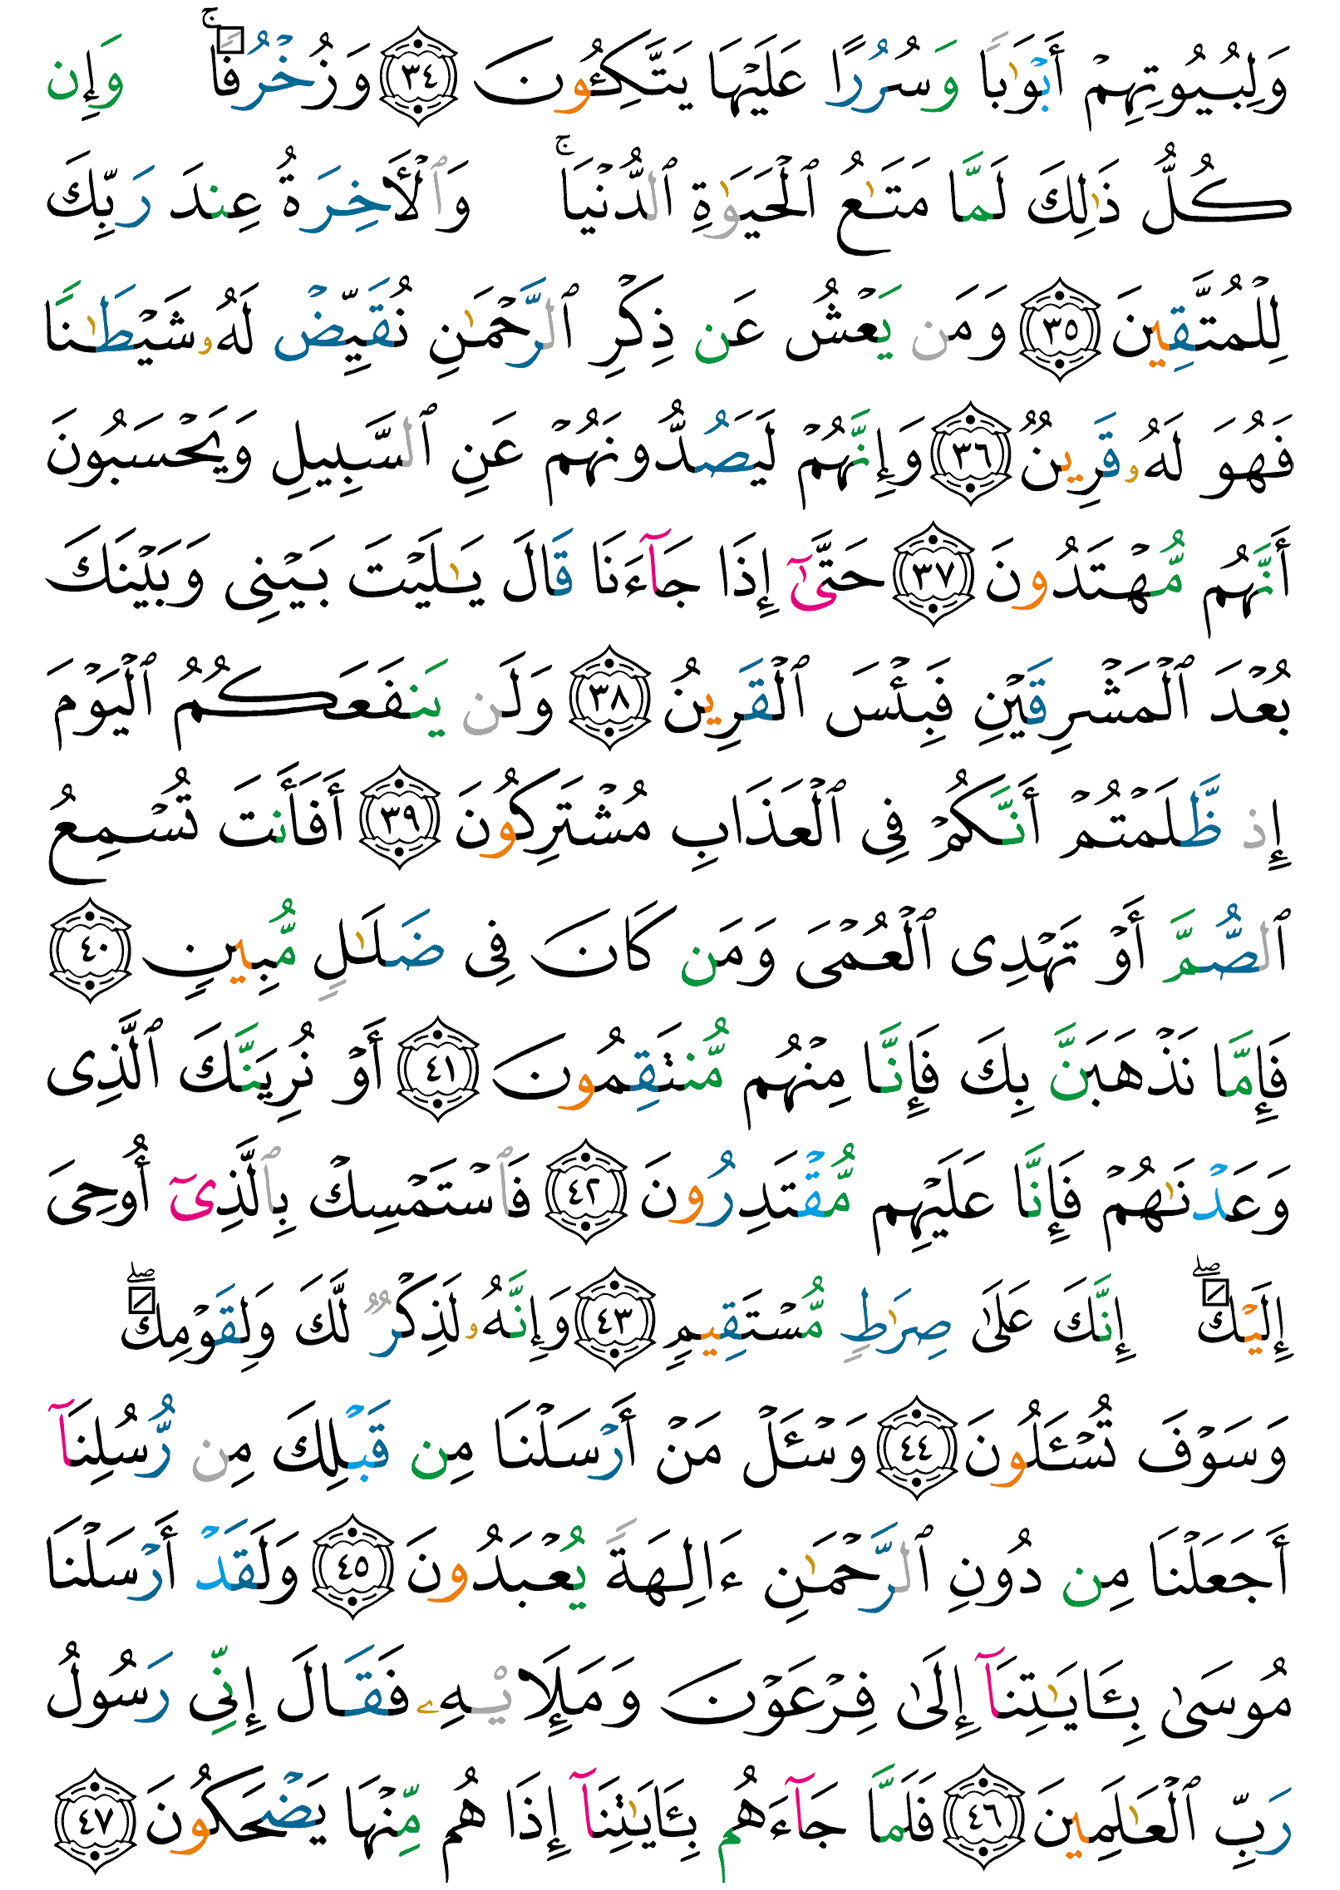 وَلِبُيُوتِهِمْ أَبْوَٰبًا وَسُرُرًا عَلَيْهَا يَتَّكِـُٔونَ ٣٤ وَزُخْرُفًا ۚ وَإِن
كُلُّ ذَٰلِكَ لَمَّا مَتَـٰعُ ٱلْحَيَوٰةِ ٱلدُّنْيَا ۚ وَٱلْـَٔاخِرَةُ عِندَ رَبِّكَ
لِلْمُتَّقِينَ ٣٥ وَمَن يَعْشُ عَن ذِكْرِ ٱلرَّحْمَـٰنِ نُقَيِّضْ لَهُۥ شَيْطَـٰنًا
فَهُوَ لَهُۥ قَرِينٌ ٣٦ وَإِنَّهُمْ لَيَصُدُّونَهُمْ عَنِ ٱلسَّبِيلِ وَيَحْسَبُونَ
أَنَّهُم مُّهْتَدُونَ ٣٧ حَتَّىٰٓ إِذَا جَآءَنَا قَالَ يَـٰلَيْتَ بَيْنِى وَبَيْنَكَ
بُعْدَ ٱلْمَشْرِقَيْنِ فَبِئْسَ ٱلْقَرِينُ ٣٨ وَلَن يَنفَعَكُمُ ٱلْيَوْمَ
إِذ ظَّلَمْتُمْ أَنَّكُمْ فِى ٱلْعَذَابِ مُشْتَرِكُونَ ٣٩ أَفَأَنتَ تُسْمِعُ
ٱلصُّمَّ أَوْ تَهْدِى ٱلْعُمْىَ وَمَن كَانَ فِى ضَلَـٰلٍ مُّبِينٍ ٤٠
فَإِمَّا نَذْهَبَنَّ بِكَ فَإِنَّا مِنْهُم مُّنتَقِمُونَ ٤١ أَوْ نُرِيَنَّكَ ٱلَّذِى
وَعَدْنَـٰهُمْ فَإِنَّا عَلَيْهِم مُّقْتَدِرُونَ ٤٢ فَٱسْتَمْسِكْ بِٱلَّذِىٓ أُوحِىَ
إِلَيْكَ ۖ إِنَّكَ عَلَىٰ صِرَٰطٍ مُّسْتَقِيمٍ ٤٣ وَإِنَّهُۥ لَذِكْرٌ لَّكَ وَلِقَوْمِكَ ۖ
وَسَوْفَ تُسْـَٔلُونَ ٤٤ وَسْـَٔلْ مَنْ أَرْسَلْنَا مِن قَبْلِكَ مِن رُّسُلِنَآ
أَجَعَلْنَا مِن دُونِ ٱلرَّحْمَـٰنِ ءَالِهَةً يُعْبَدُونَ ٤٥ وَلَقَدْ أَرْسَلْنَا
مُوسَىٰ بِـَٔايَـٰتِنَآ إِلَىٰ فِرْعَوْنَ وَمَلَإِي۟هِۦ فَقَالَ إِنِّى رَسُولُ
رَبِّ ٱلْعَـٰلَمِينَ ٤٦ فَلَمَّا جَآءَهُم بِـَٔايَـٰتِنَآ إِذَا هُم مِّنْهَا يَضْحَكُونَ ٤٧